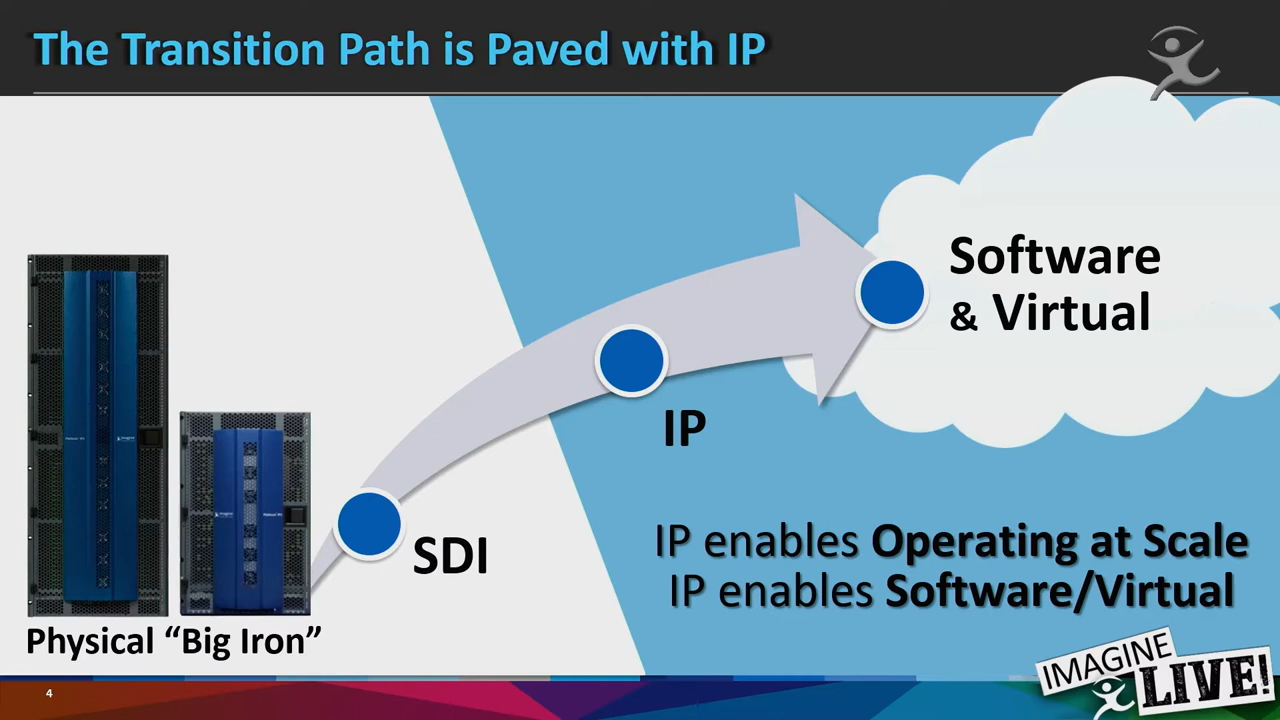 The Transition Path is Paved with IP
Software
& Virtual
IP
SDI
IP enables Operating at Scale
IP enables Software/Virtual
Physical “Big Iron”
IMAGINE
LIVE!
4